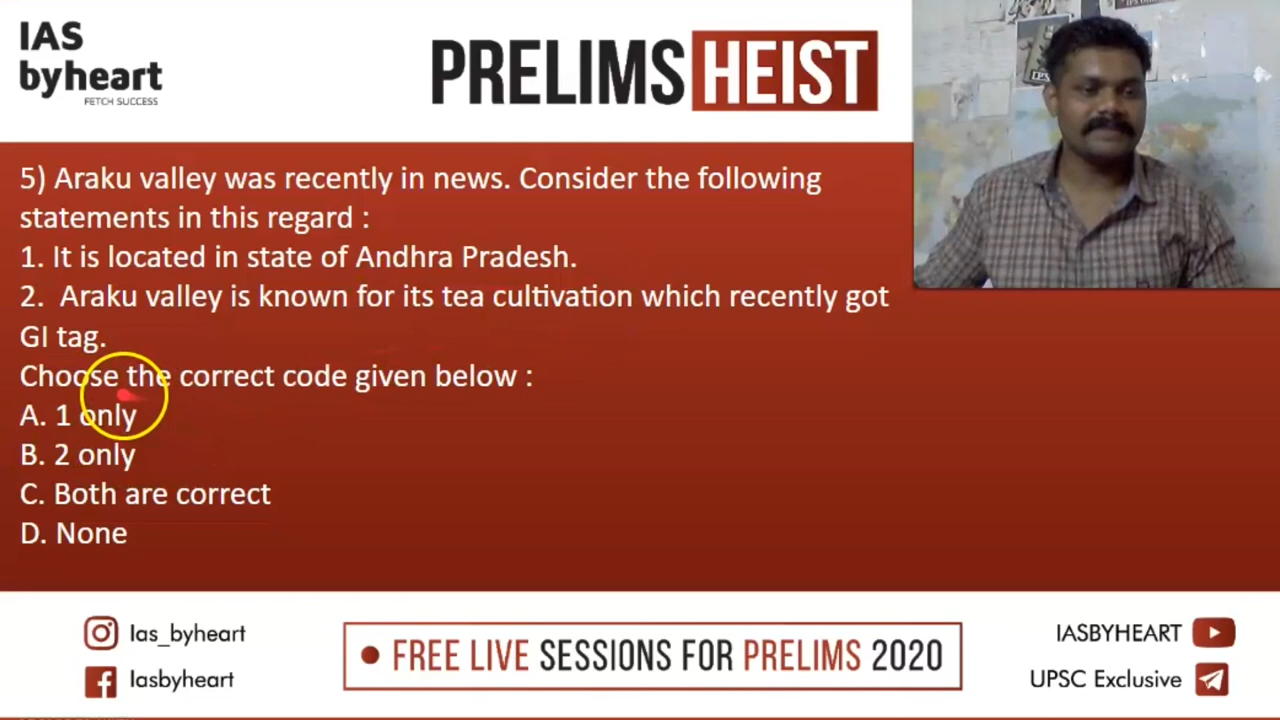 IAS
byheart
FETCH SUCCESS
PRELIMS HEIST
5) Araku valley was recently in news. Consider the following
statements in this regard :
1. It is located in state of Andhra Pradesh.
2.  Araku valley is known for its tea cultivation which recently got
GI tag.
Choose the correct code given below :
A. 1 only
B. 2 only
C. Both are correct
D. None
Ias_byheart
Iasbyheart
• FREE LIVE SESSIONS FOR PRELIMS 2020
IASBYHEART
UPSC Exclusive